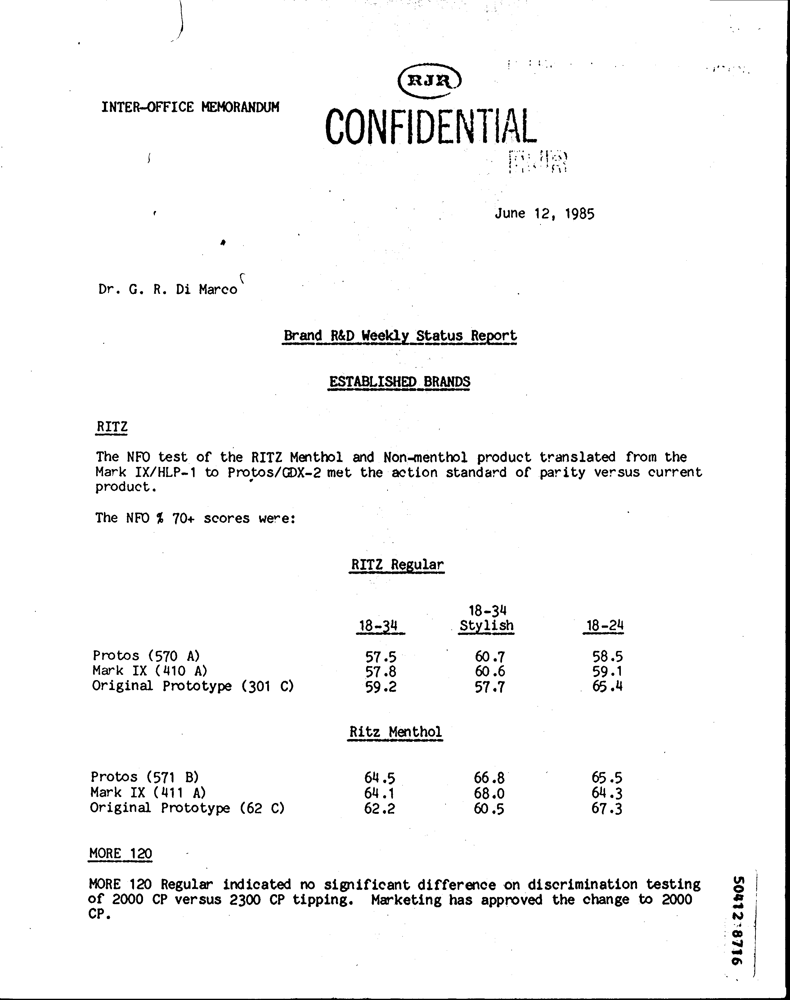 RJR
INTER-OFFICE MEMORANDUM
CONFIDENTIAL
June 12, 1985
Dr. G. R. Di Marco
Brand R&D Weekly Status Report
ESTABLISHED BRANDS
RITZ
The NFO test of the RITZ Menthol and Non-menthol product translated from the
Mark IX/HLP-1 to Protos/GDX-2 met the action standard of parity versus current
product.
The NFO % 70+ scores were:
RITZ Regular
18-34
18-34 Stylish 18-24
Protos (570 A) 57.5 60.7 58.5
Mark IX (410 A) 57.8 60.6 59.1
Original Prototype (301 C) 59.2 57.7 65.4
Ritz Menthol
Protos (571 B) 64.5 66.8 65.5
Mark IX (411 A) 64.1 68.0 64.3
Original Prototype (62 C) 62.2 60.5 67.3
MORE 120
MORE 120 Regular indicated no significant difference on discrimination testing
of 2000 CP versus 2300 CP tipping. Marketing has approved the change to 2000
CP.
50412 8716